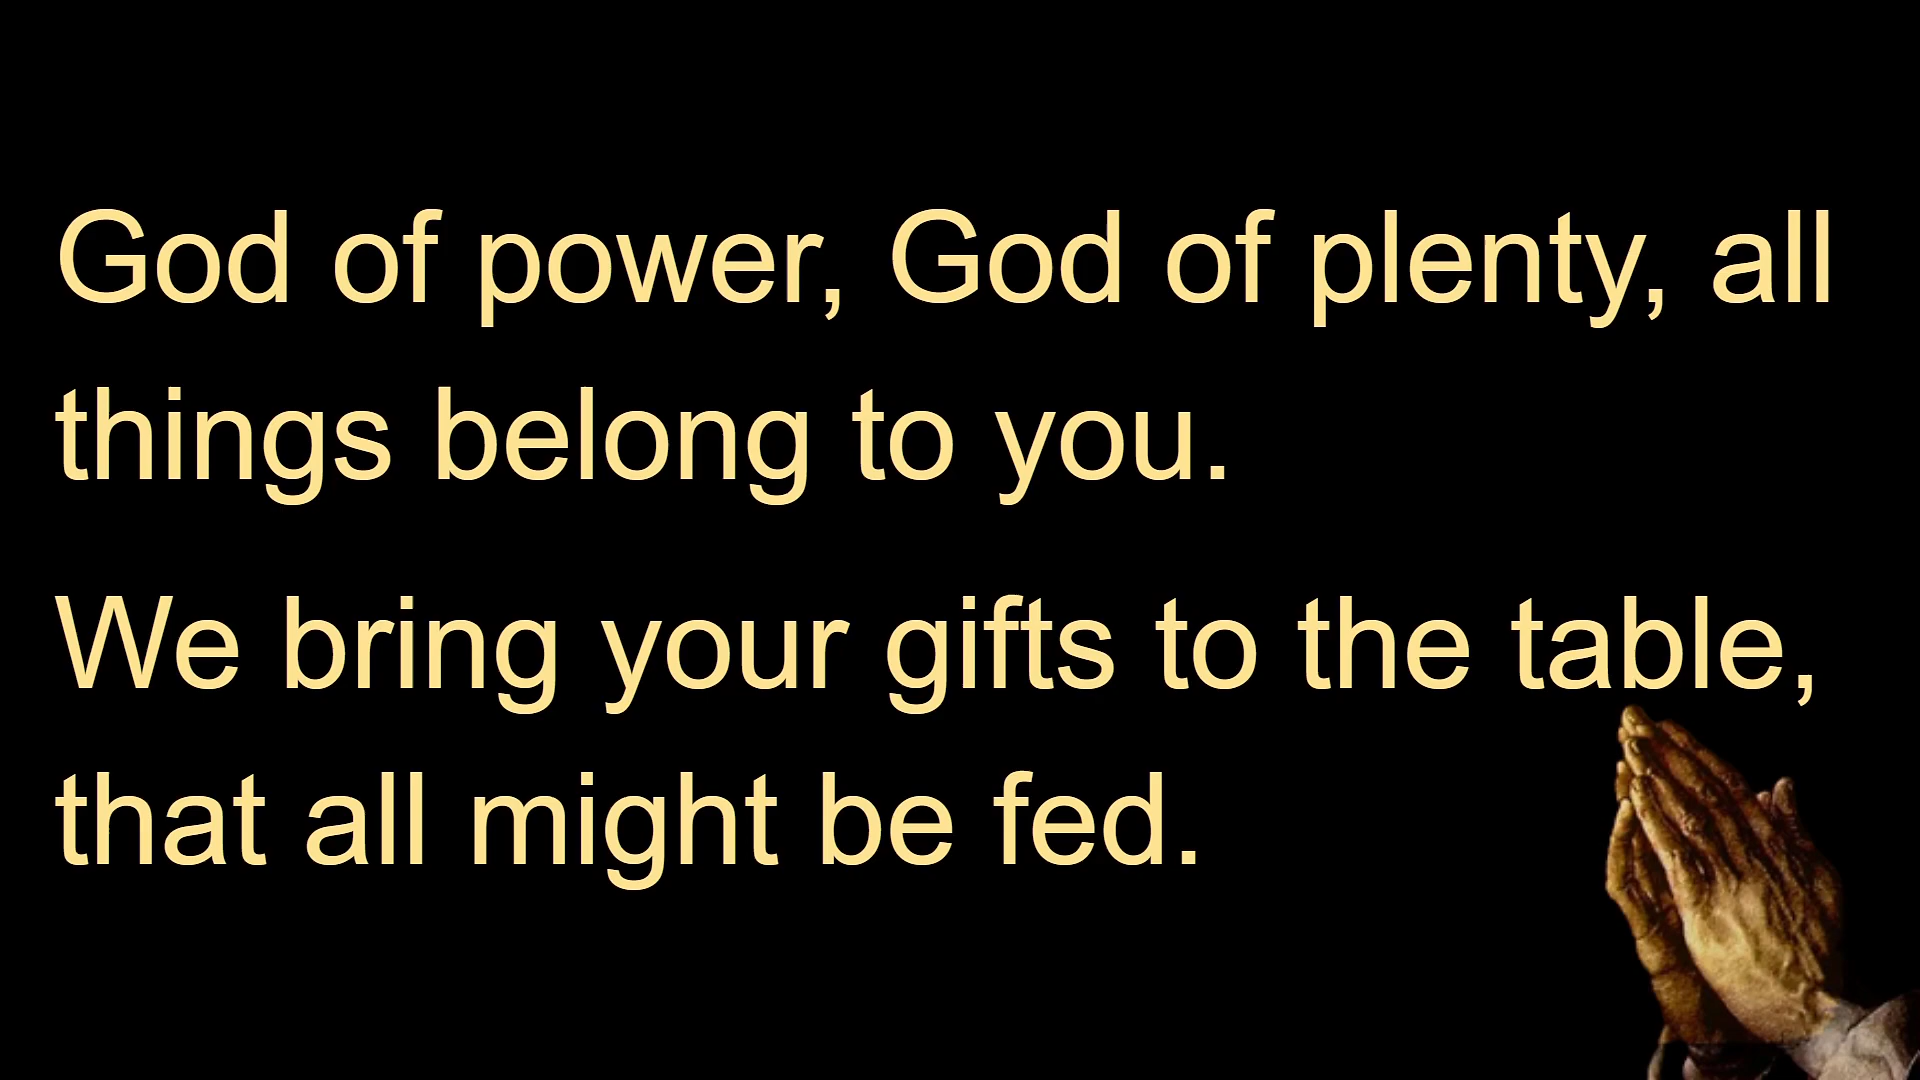 God of power, God of plenty, all
things belong to you.
We bring your gifts to the table,
that all might be fed.